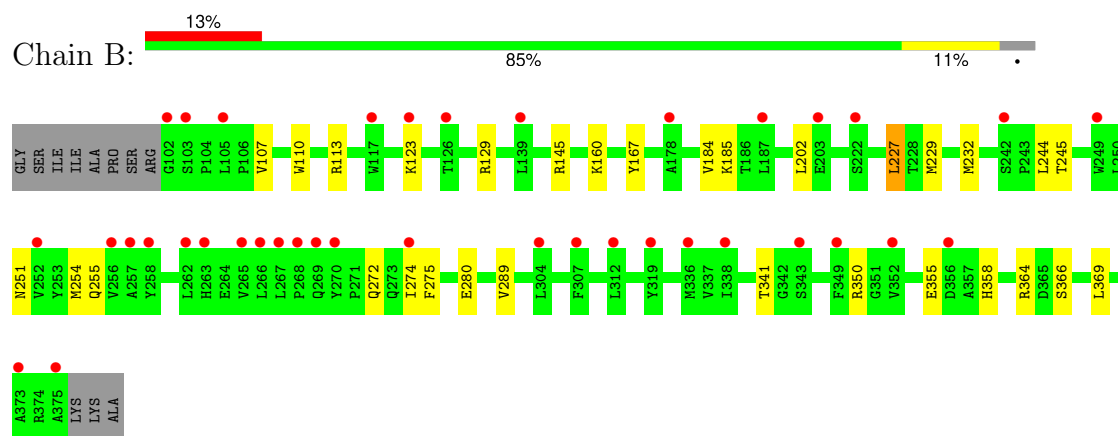 13%
Chain B:
85% 11% •
GLY SER ILE ILE ALA PRO SER ARG G102 S103 P104 L105 P106 V107 W110 R113 W117 K123 T126 R129 L139 R145 K160 Y167 A178 V184 K185 T186 L187 L202 E203 S222 L227 T228 M229 M232 S242 P243 L244 T245 W249 L250
N251 V252 Y253 M254 Q255 V256 A257 Y258 L262 H263 E264 V265 L266 L267 P268 Q269 Y270 P271 Q272 Q273 I274 F275 E280 V289 L304 F307 L312 Y319 M336 V337 I338 T341 G342 S343 F349 R350 G351 V352 E355 D356 A357 H358 R364 D365 S366 L369
A373 R374 A375 LYS LYS ALA